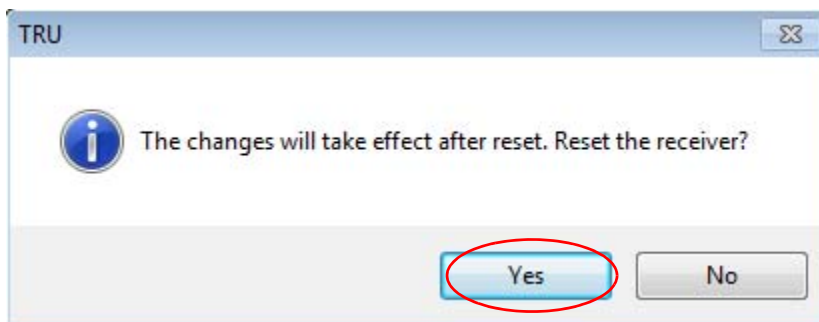 TRU
The changes will take effect after reset. Reset the receiver?
Yes
No